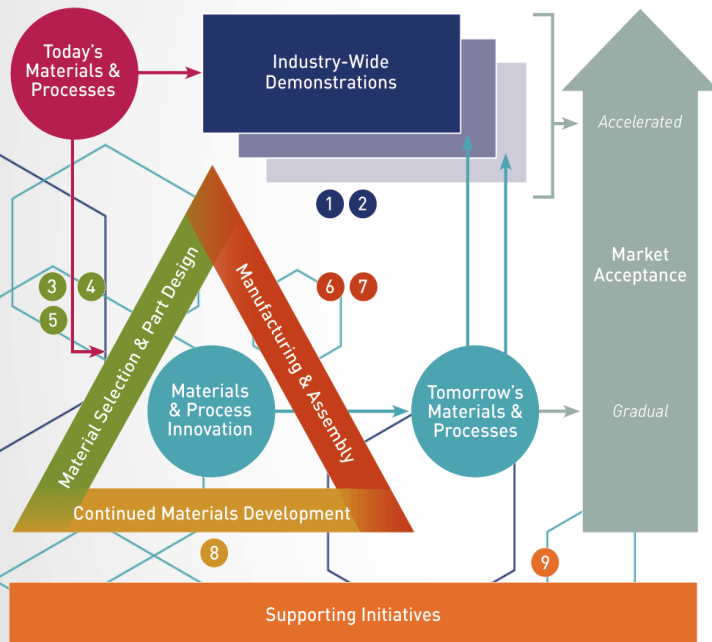 Today's
Materials &
Processes
Industry-Wide
Demonstrations
Accelerated
1 2
Market
Acceptance
3 4
5
6 7
Material Selection & Part Design
Manufacturing & Assembly
Materials
& Process
Innovation
Tomorrow's
Materials &
Processes
Gradual
Continued Materials Development
8
9
Supporting Initiatives